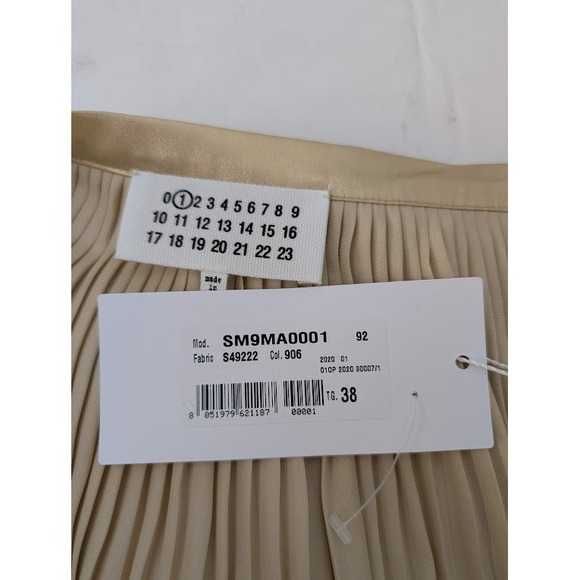 0 1 2 3 4 5 6 7 8 9
10 11 12 13 14 15 16
17 18 19 20 21 22 23
made
in
Mod. SM9MA0001 92
Fabric S49222 Col. 906
2020 01
010P 2020 90007/1
8 051979 621187 00001
TG. 38